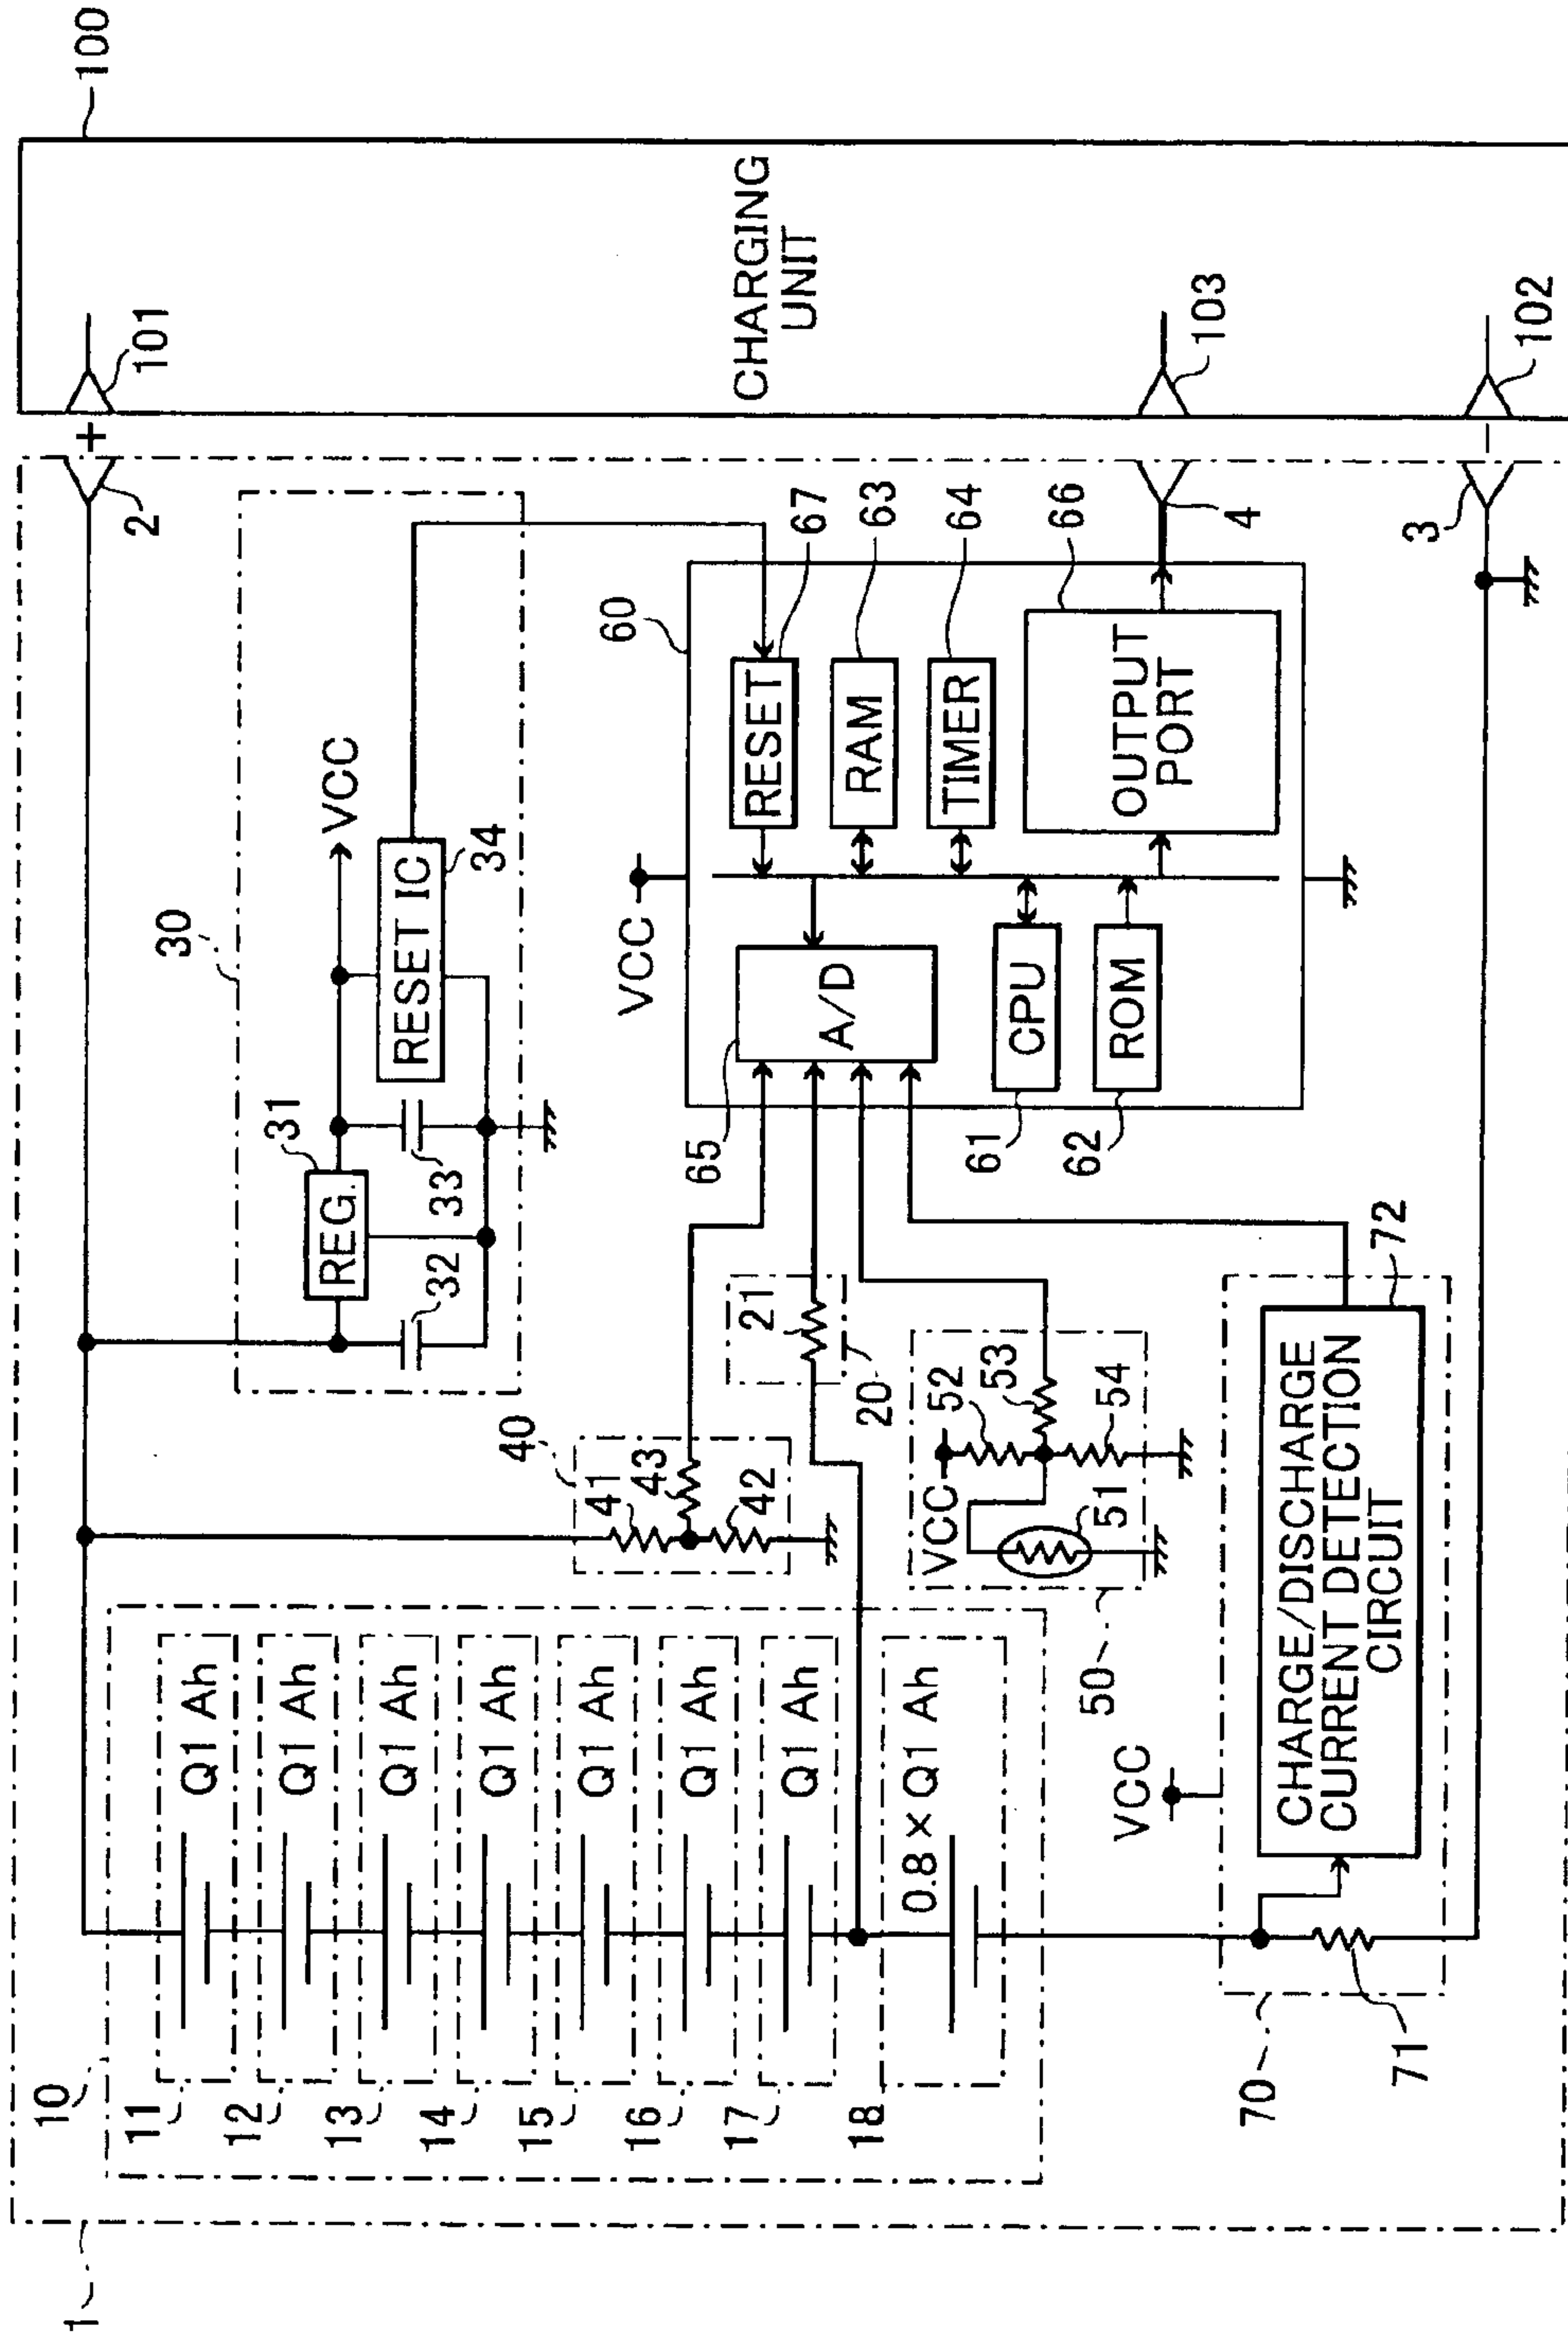 1
10
11
Q1 Ah
12
Q1 Ah
13
Q1 Ah
14
Q1 Ah
15
Q1 Ah
16
Q1 Ah
17
Q1 Ah
18
0.8 × Q1 Ah
2
+
101
100
CHARGING
UNIT
30
31
REG.
VCC
32
33
RESET IC
34
40
41
43
42
21
20
VCC
52
53
51
54
50
VCC
60
65
A/D
RESET
67
RAM
63
TIMER
64
CPU
61
ROM
62
OUTPUT
PORT
66
4
103
VCC
CHARGE/DISCHARGE
CURRENT DETECTION
CIRCUIT
72
70
71
3
−
102